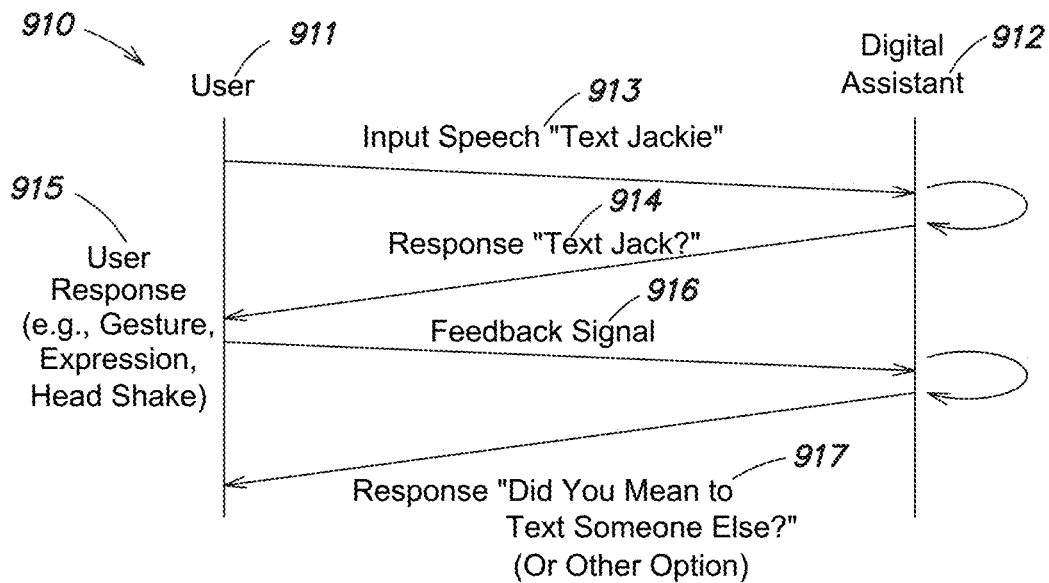 910
911
User
Digital
Assistant
912
913
Input Speech "Text Jackie"
915
914
Response "Text Jack?"
User
Response
(e.g., Gesture,
Expression,
Head Shake)
916
Feedback Signal
917
Response "Did You Mean to
Text Someone Else?"
(Or Other Option)